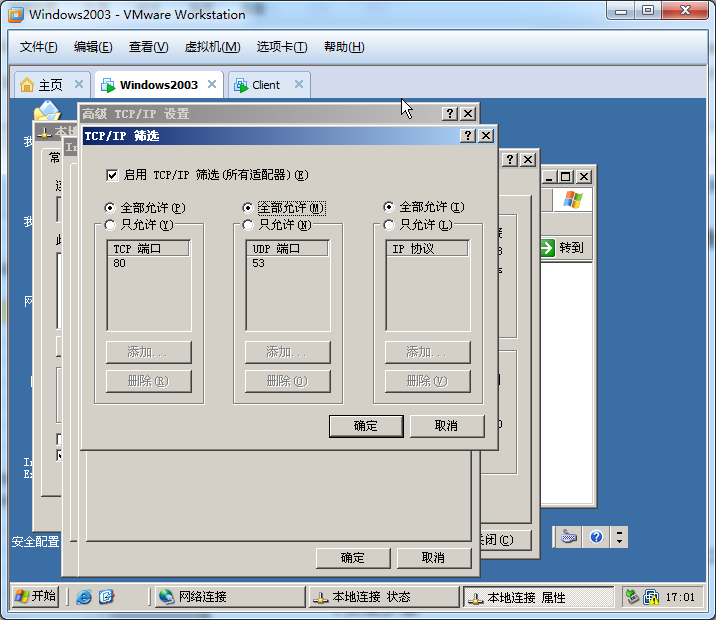 Windows2003 - VMware Workstation
文件(F) 编辑(E) 查看(V) 虚拟机(M) 选项卡(T) 帮助(H)
主页 Windows2003 Client
高级 TCP/IP 设置
TCP/IP 筛选
启用 TCP/IP 筛选(所有适配器)(E)
全部允许(P) 全部允许(M) 全部允许(I)
只允许(Y) 只允许(N) 只允许(L)
TCP 端口 UDP 端口 IP 协议
80 53
添加... 添加... 添加...
删除(R) 删除(O) 删除(V)
确定 取消
转到
安全配置
闭(C)
确定 取消
开始 网络连接 本地连接 状态 本地连接 属性 17:01